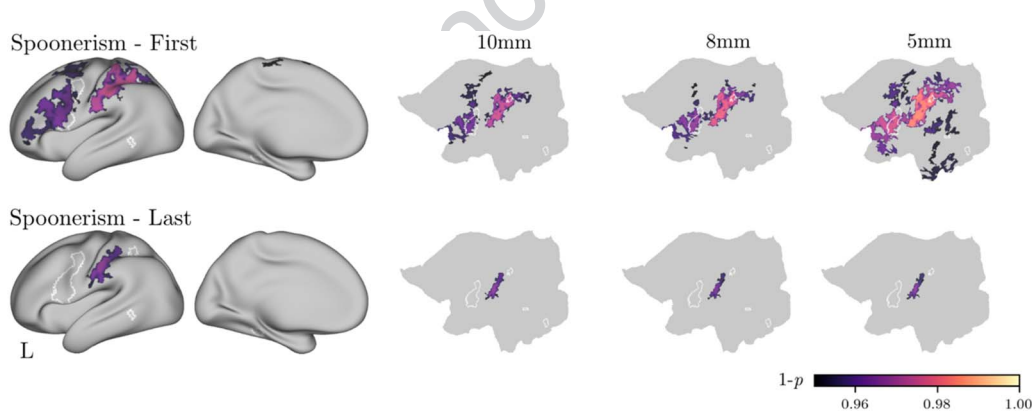 Spoonerism - First
10mm
8mm
5mm
Spoonerism - Last
L
1-p
0.96
0.98
1.00